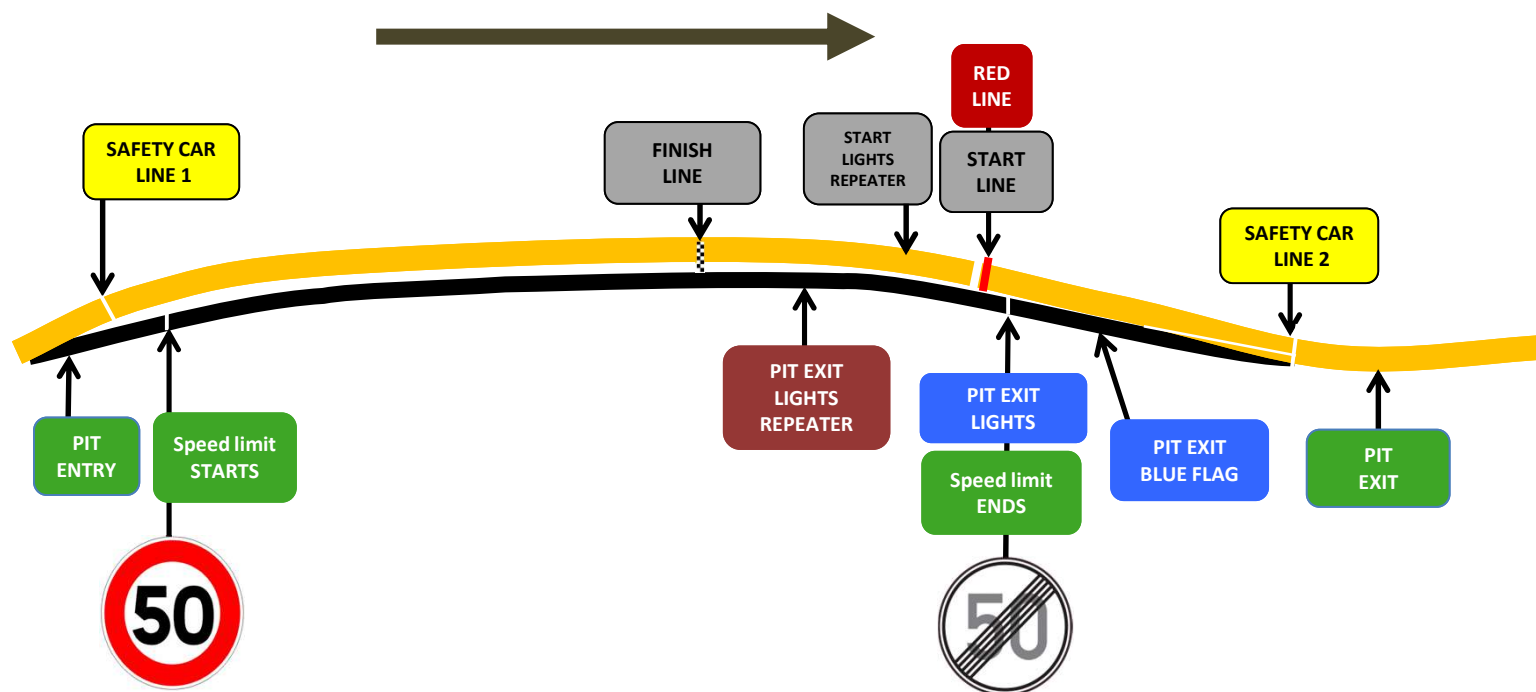 RED
LINE
SAFETY CAR
LINE 1
FINISH
LINE
START
LIGHTS
REPEATER
START
LINE
SAFETY CAR
LINE 2
PIT
ENTRY
Speed limit
STARTS
PIT EXIT
LIGHTS
REPEATER
PIT EXIT
LIGHTS
Speed limit
ENDS
PIT EXIT
BLUE FLAG
PIT
EXIT
50
50